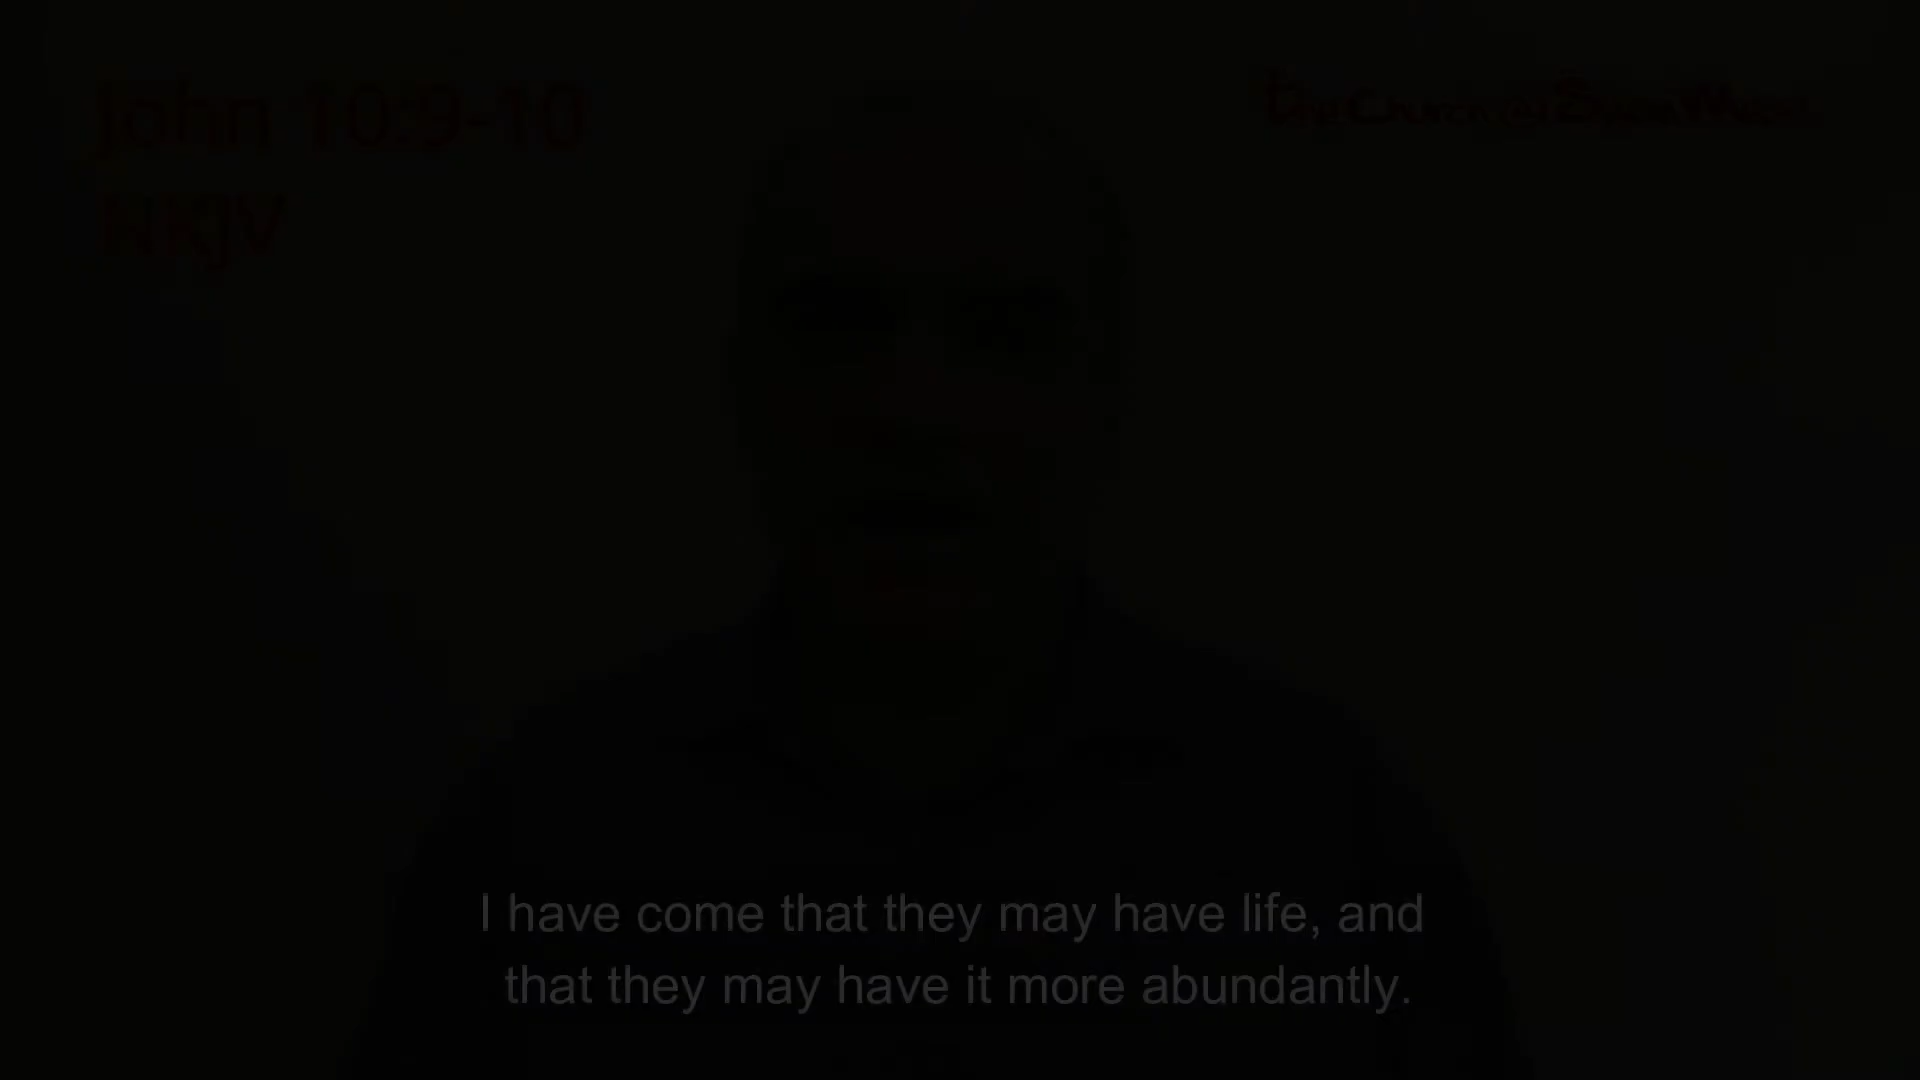 John 10:9-10
NKJV
I have come that they may have life, and
that they may have it more abundantly.